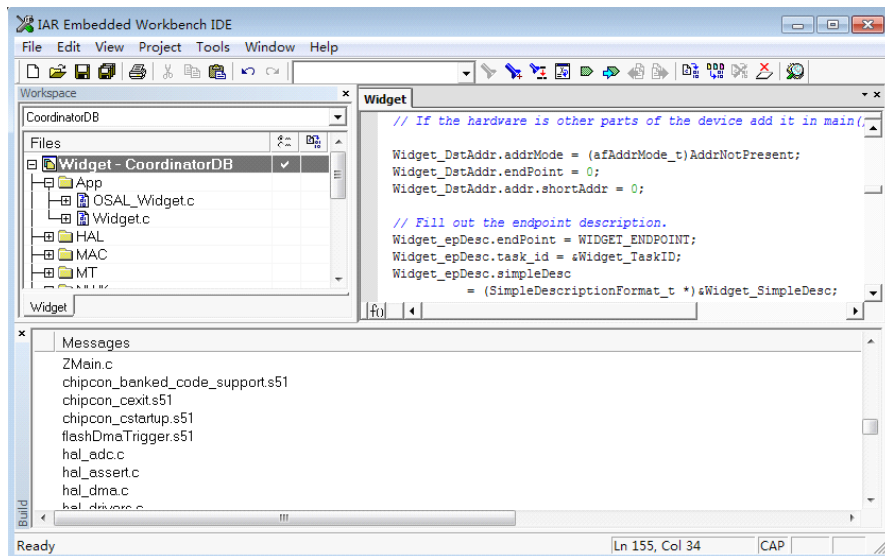 IAR Embedded Workbench IDE
File Edit View Project Tools Window Help
Workspace
CoordinatorDB
Files
Widget - CoordinatorDB
App
OSAL_Widget.c
Widget.c
HAL
MAC
MT
Widget
Widget
// If the hardware is other parts of the device add it in main(
Widget_DstAddr.addrMode = (afAddrMode_t)AddrNotPresent;
Widget_DstAddr.endPoint = 0;
Widget_DstAddr.addr.shortAddr = 0;
// Fill out the endpoint description.
Widget_epDesc.endPoint = WIDGET_ENDPOINT;
Widget_epDesc.task_id = &Widget_TaskID;
Widget_epDesc.simpleDesc
= (SimpleDescriptionFormat_t *)&Widget_SimpleDesc;
f()
Messages
ZMain.c
chipcon_banked_code_support.s51
chipcon_cexit.s51
chipcon_cstartup.s51
flashDmaTrigger.s51
hal_adc.c
hal_assert.c
hal_dma.c
hal_drivers.c
Build
Ready
Ln 155, Col 34
CAP